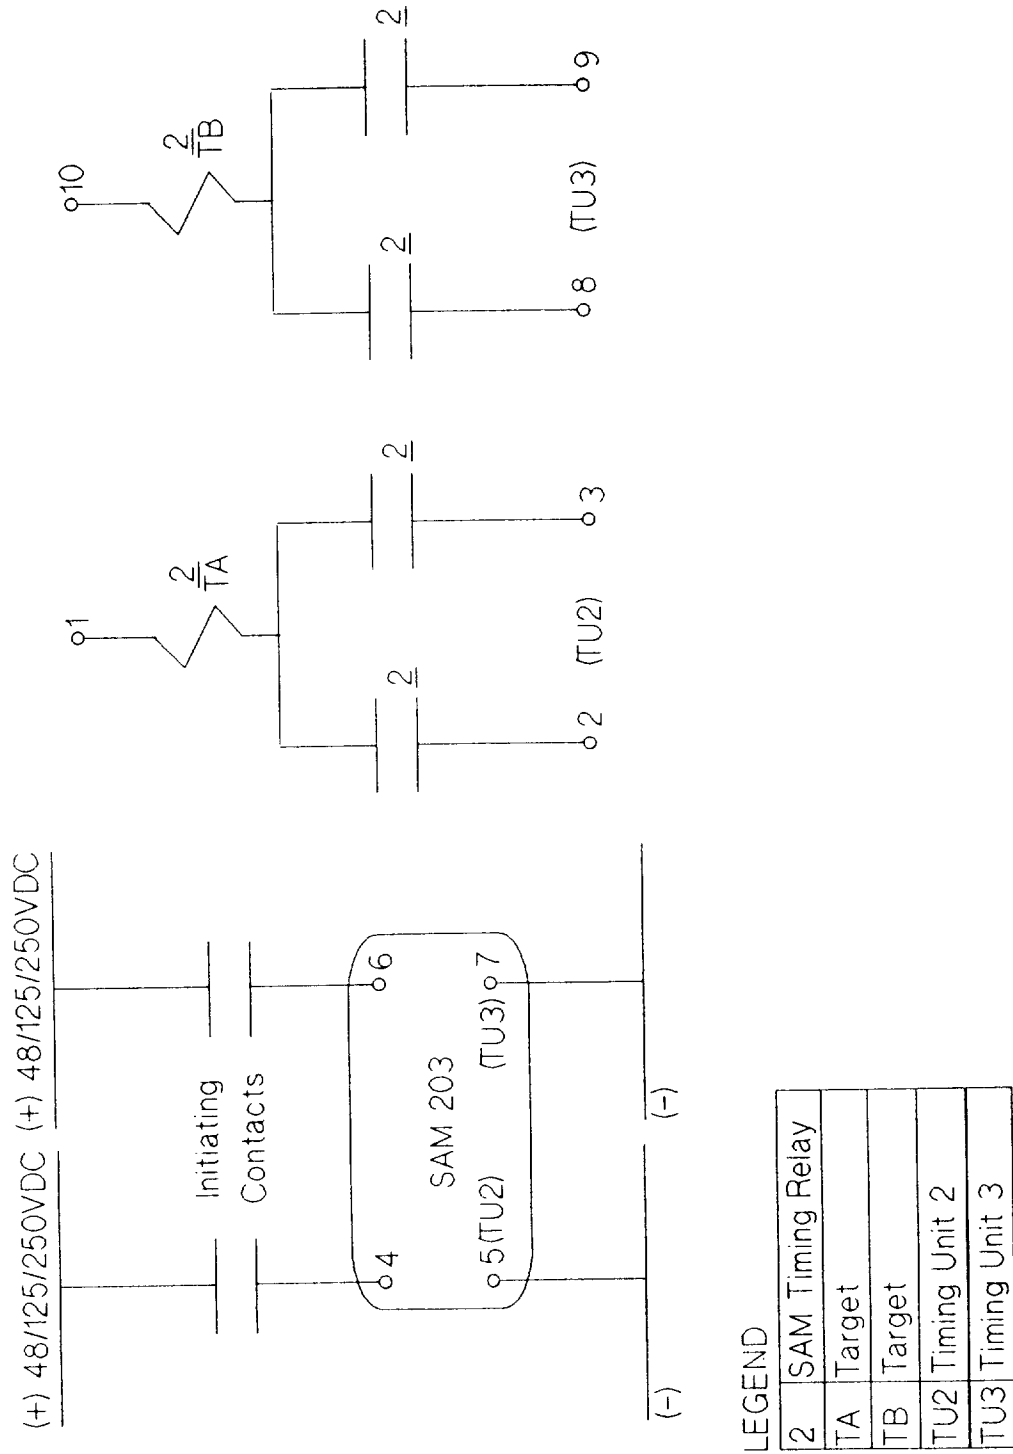 (+) 48/125/250VDC (+) 48/125/250VDC
Initiating
Contacts
4
6
SAM 203
5(TU2)
(TU3) 7
(-)
(-)
1
2
TA
2
2
2
3
(TU2)
10
2
TB
2
2
8
9
(TU3)
LEGEND
2 SAM Timing Relay
TA Target
TB Target
TU2 Timing Unit 2
TU3 Timing Unit 3